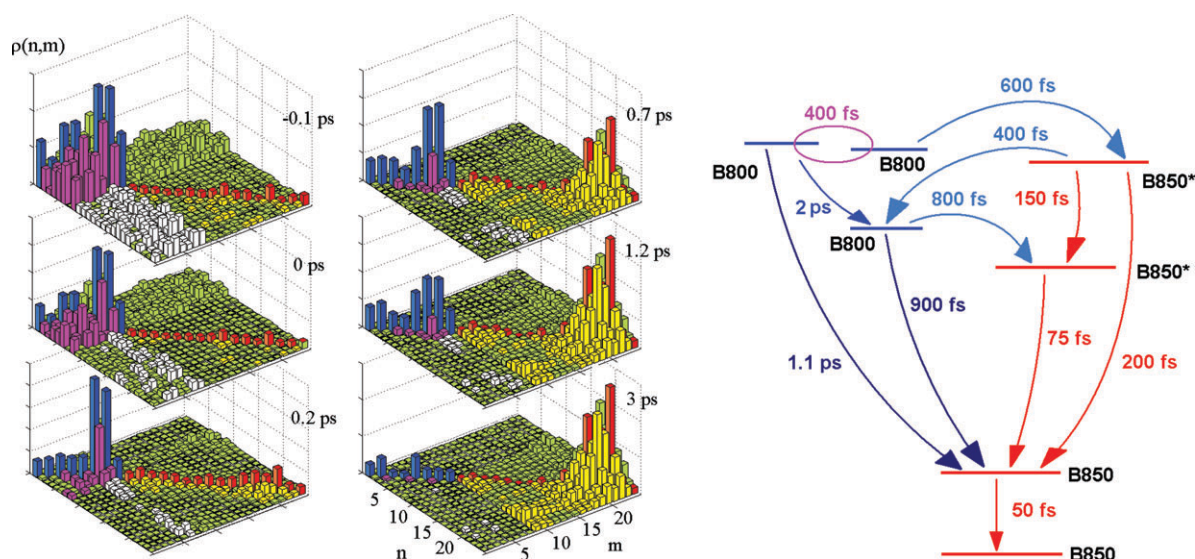 ρ(n,m)
-0.1 ps
0 ps
0.2 ps
0.7 ps
1.2 ps
3 ps
5
10
15
20
n
5
10
15
20
m
600 fs
400 fs
400 fs
B800
B800
B850*
2 ps
800 fs
150 fs
B800
B850*
900 fs
1.1 ps
75 fs
200 fs
B850
50 fs
B850